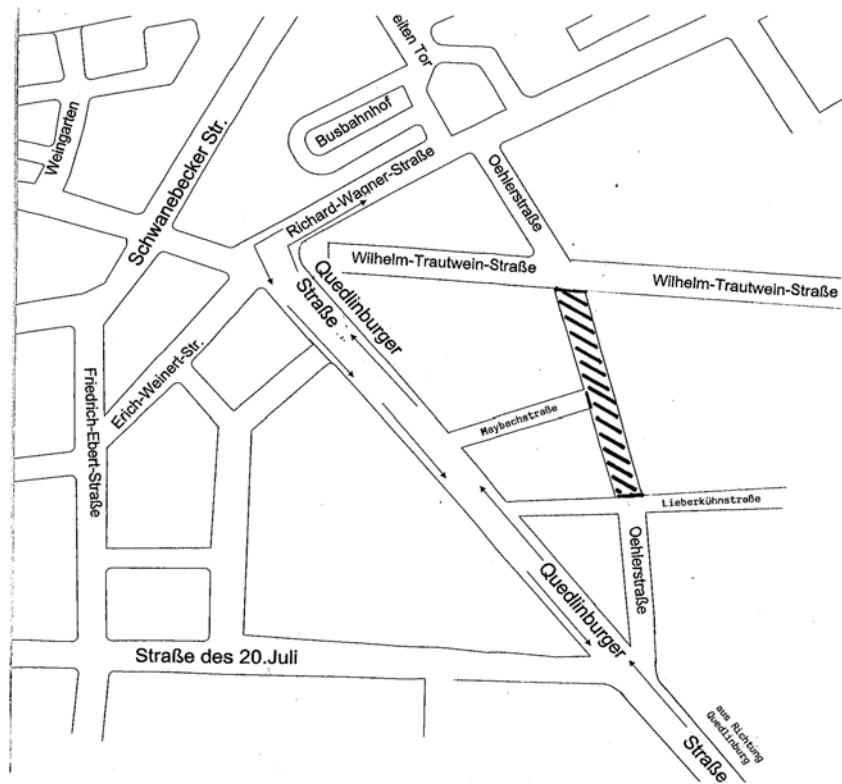 eiten Tor
Busbahnhof
Weingarten
Schwanebecker Str.
Richard-Wagner-Straße
Oehlerstraße
Wilhelm-Trautwein-Straße
Wilhelm-Trautwein-Straße
Quedlinburger
Straße
Erich-Weinert-Str.
Friedrich-Ebert-Straße
Maybachstraße
Lieberkühnstraße
Oehlerstraße
Quedlinburger
Straße
Straße des 20.Juli
aus Richtung
Quedlinburg